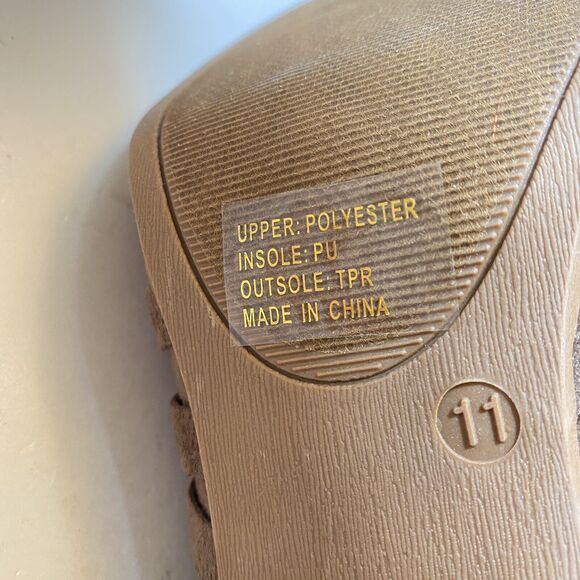 UPPER: POLYESTER
INSOLE: PU
OUTSOLE: TPR
MADE IN CHINA
11